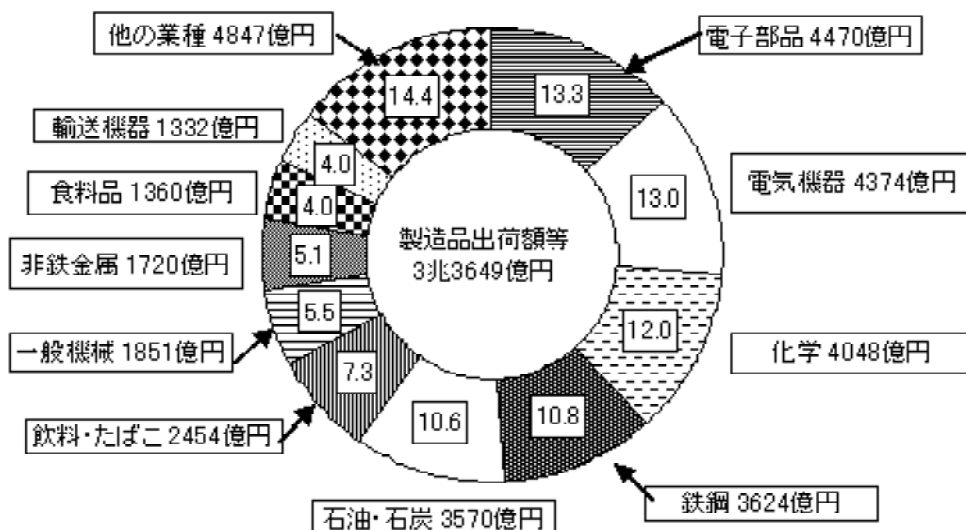 他の業種 4847億円
電子部品 4470億円
14.4
13.3
輸送機器 1332億円
4.0
食料品 1360億円
4.0
電気機器 4374億円
13.0
製造品出荷額等
3兆3649億円
非鉄金属 1720億円
5.1
5.5
12.0
一般機械 1851億円
化学 4048億円
7.3
10.6
10.8
飲料・たばこ 2454億円
石油・石炭 3570億円
鉄鋼 3624億円